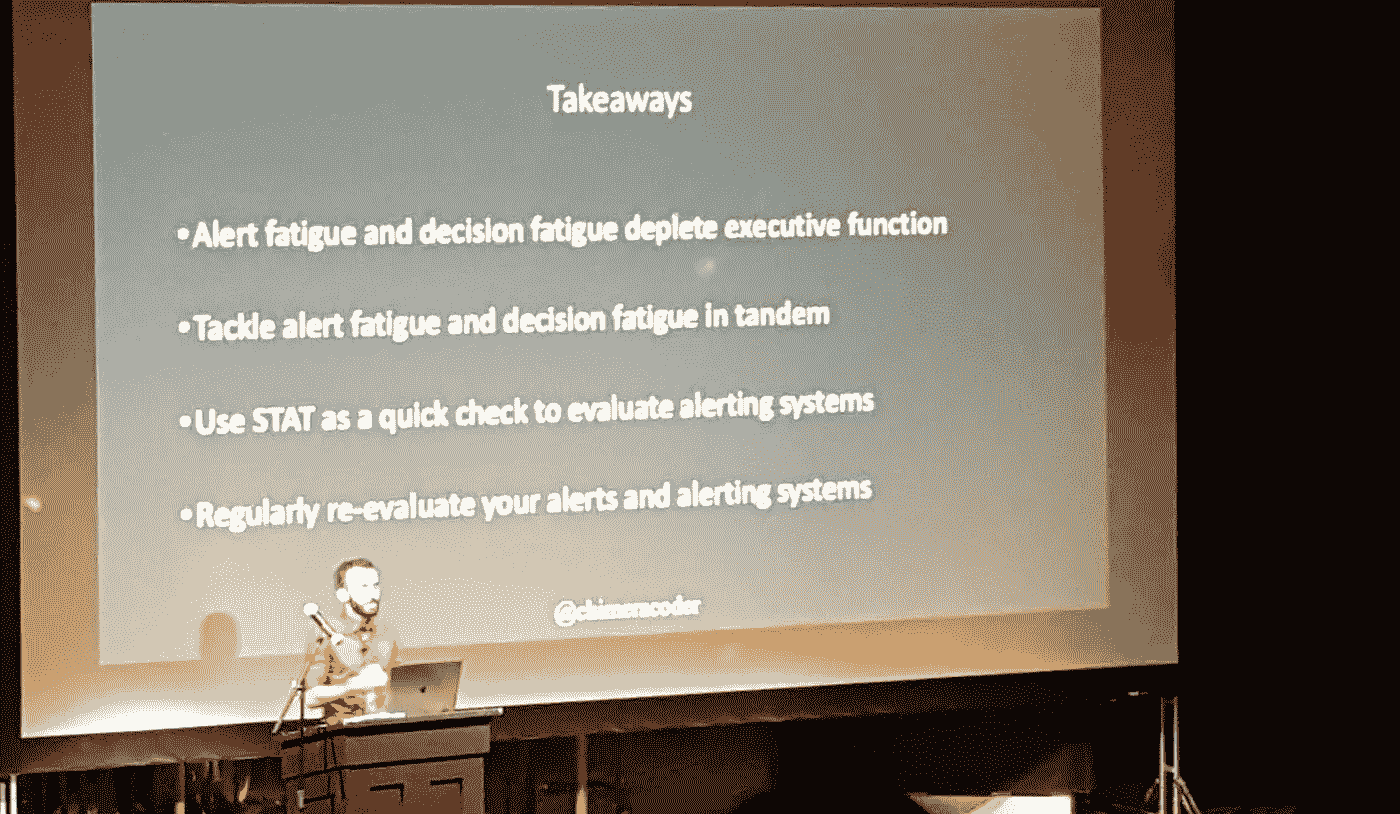 Takeaways
•Alert fatigue and decision fatigue deplete executive function
•Tackle alert fatigue and decision fatigue in tandem
•Use STAT as a quick check to evaluate alerting systems
•Regularly re-evaluate your alerts and alerting systems
@chimeracoder